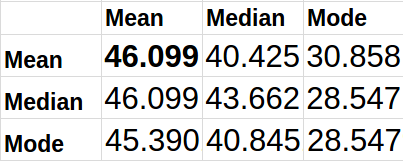 Mean Median Mode
Mean 46.099 40.425 30.858
Median 46.099 43.662 28.547
Mode 45.390 40.845 28.547